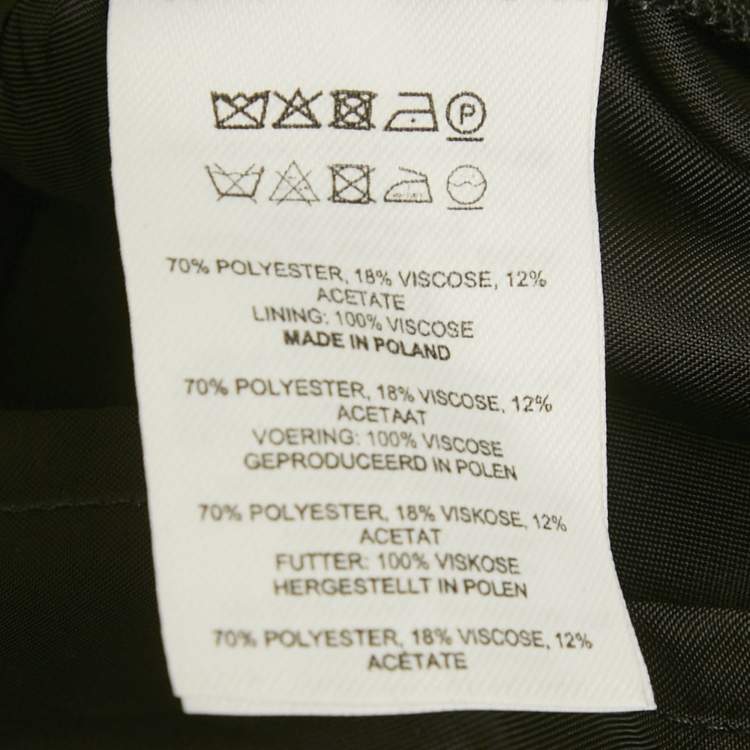 P
70% POLYESTER, 18% VISCOSE, 12%
ACETATE
LINING: 100% VISCOSE
MADE IN POLAND
70% POLYESTER, 18% VISCOSE, 12%
ACETAAT
VOERING: 100% VISCOSE
GEPRODUCEERD IN POLEN
70% POLYESTER, 18% VISKOSE, 12%
ACETAT
FUTTER: 100% VISKOSE
HERGESTELLT IN POLEN
70% POLYESTER, 18% VISCOSE, 12%
ACÉTATE